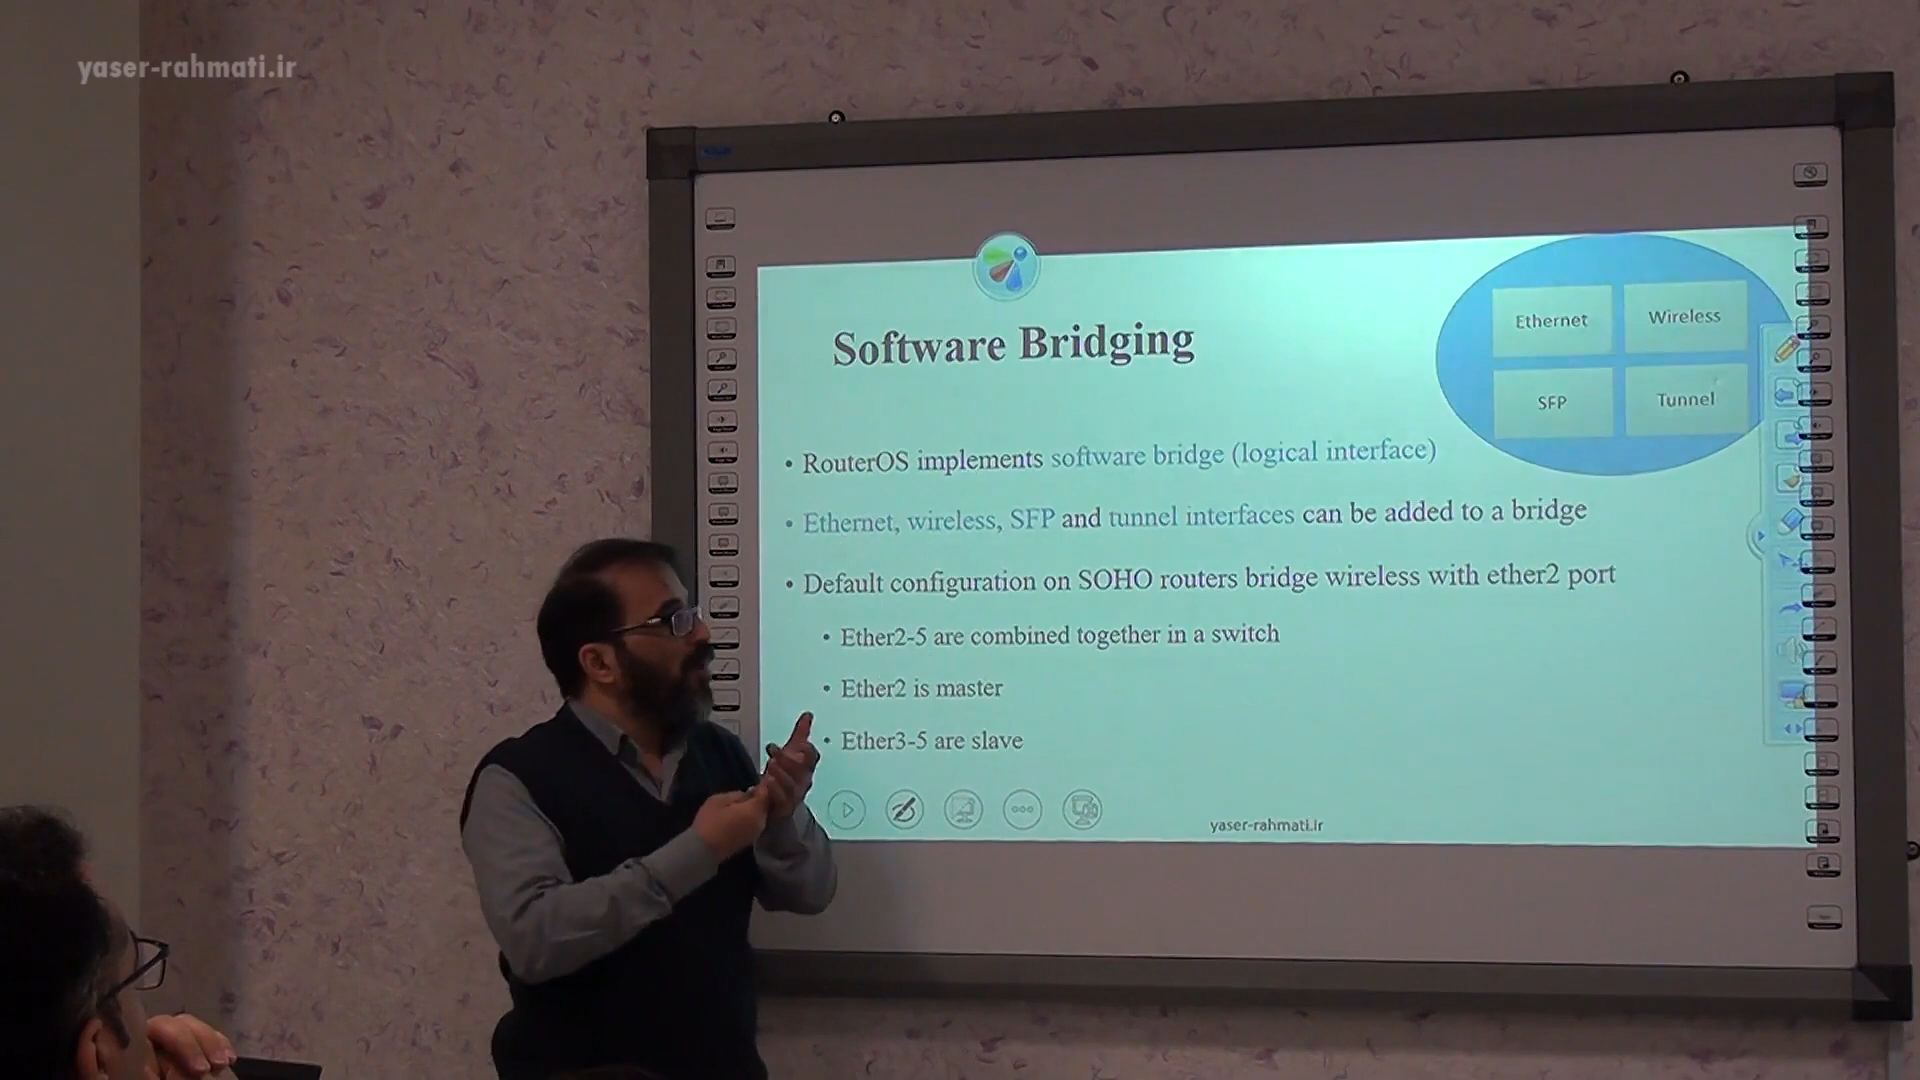 yaser-rahmati.ir
Software Bridging
Ethernet
Wireless
SFP
Tunnel
• RouterOS implements software bridge (logical interface)
• Ethernet, wireless, SFP and tunnel interfaces can be added to a bridge
• Default configuration on SOHO routers bridge wireless with ether2 port
• Ether2-5 are combined together in a switch
• Ether2 is master
• Ether3-5 are slave
yaser-rahmati.ir